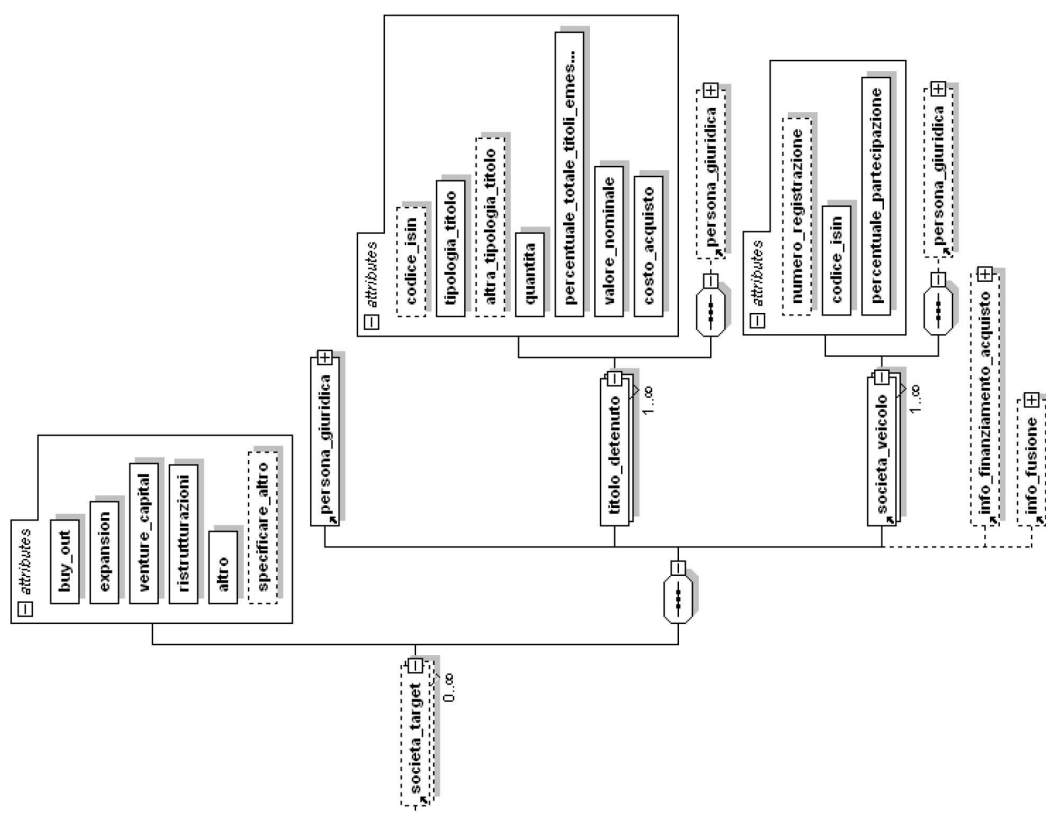 societa_target
0..∞
attributes
buy_out
expansion
venture_capital
ristrutturazioni
altro
specificare_altro
persona_giuridica
titolo_detenuto
1..∞
attributes
codice_isin
tipologia_titolo
altra_tipologia_titolo
quantita
percentuale_totale_titoli_emes...
valore_nominale
costo_acquisto
persona_giuridica
societa_veicolo
1..∞
attributes
numero_registrazione
codice_isin
percentuale_partecipazione
persona_giuridica
info_finanziamento_acquisto
info_fusione